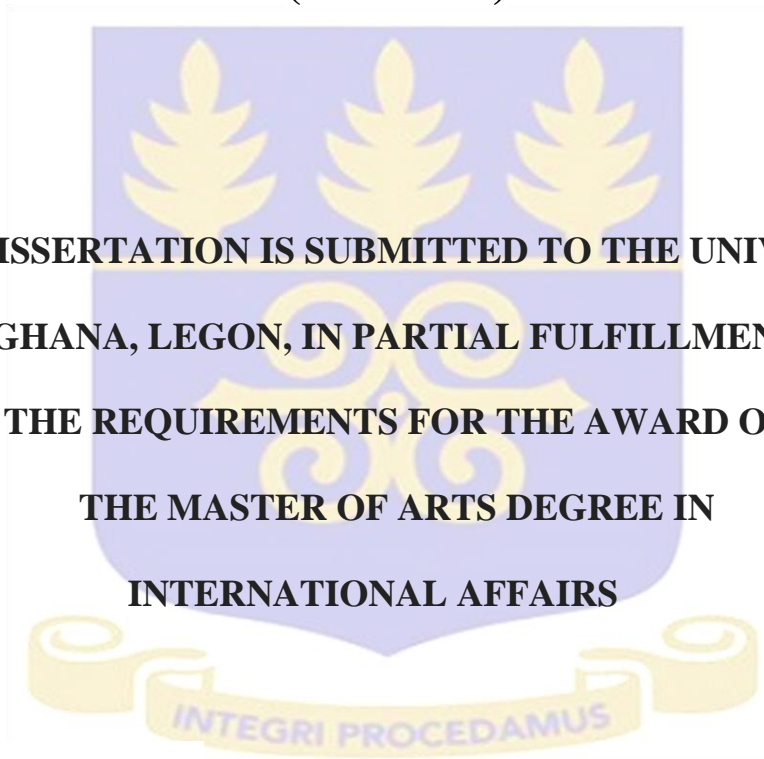 ISSERTATION IS SUBMITTED TO THE UNIV
GHANA, LEGON, IN PARTIAL FULFILLMEN
THE REQUIREMENTS FOR THE AWARD O
THE MASTER OF ARTS DEGREE IN
INTERNATIONAL AFFAIRS
INTEGRI PROCEDAMUS